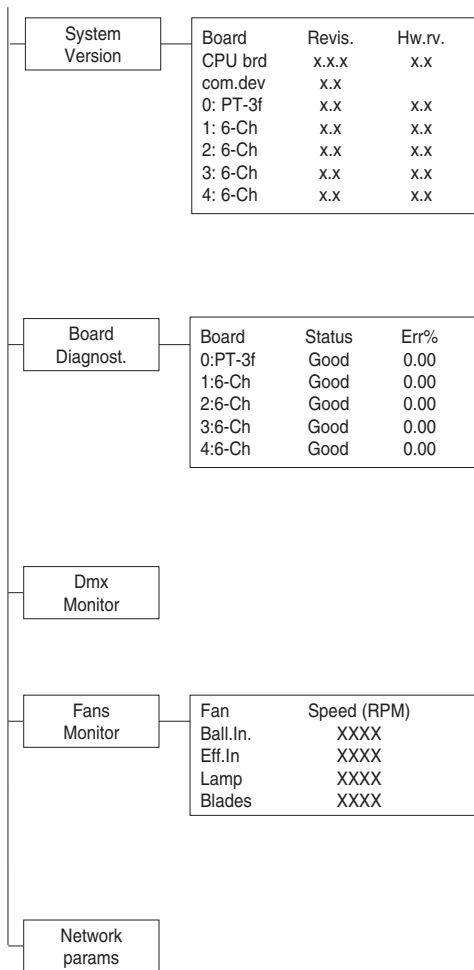 System
Version
Board Revis. Hw.rv.
CPU brd x.x.x x.x
com.dev x.x
0: PT-3f x.x x.x
1: 6-Ch x.x x.x
2: 6-Ch x.x x.x
3: 6-Ch x.x x.x
4: 6-Ch x.x x.x
Board
Diagnost.
Board Status Err%
0:PT-3f Good 0.00
1:6-Ch Good 0.00
2:6-Ch Good 0.00
3:6-Ch Good 0.00
4:6-Ch Good 0.00
Dmx
Monitor
Fans
Monitor
Fan Speed (RPM)
Ball.In. XXXX
Eff.In XXXX
Lamp XXXX
Blades XXXX
Network
params